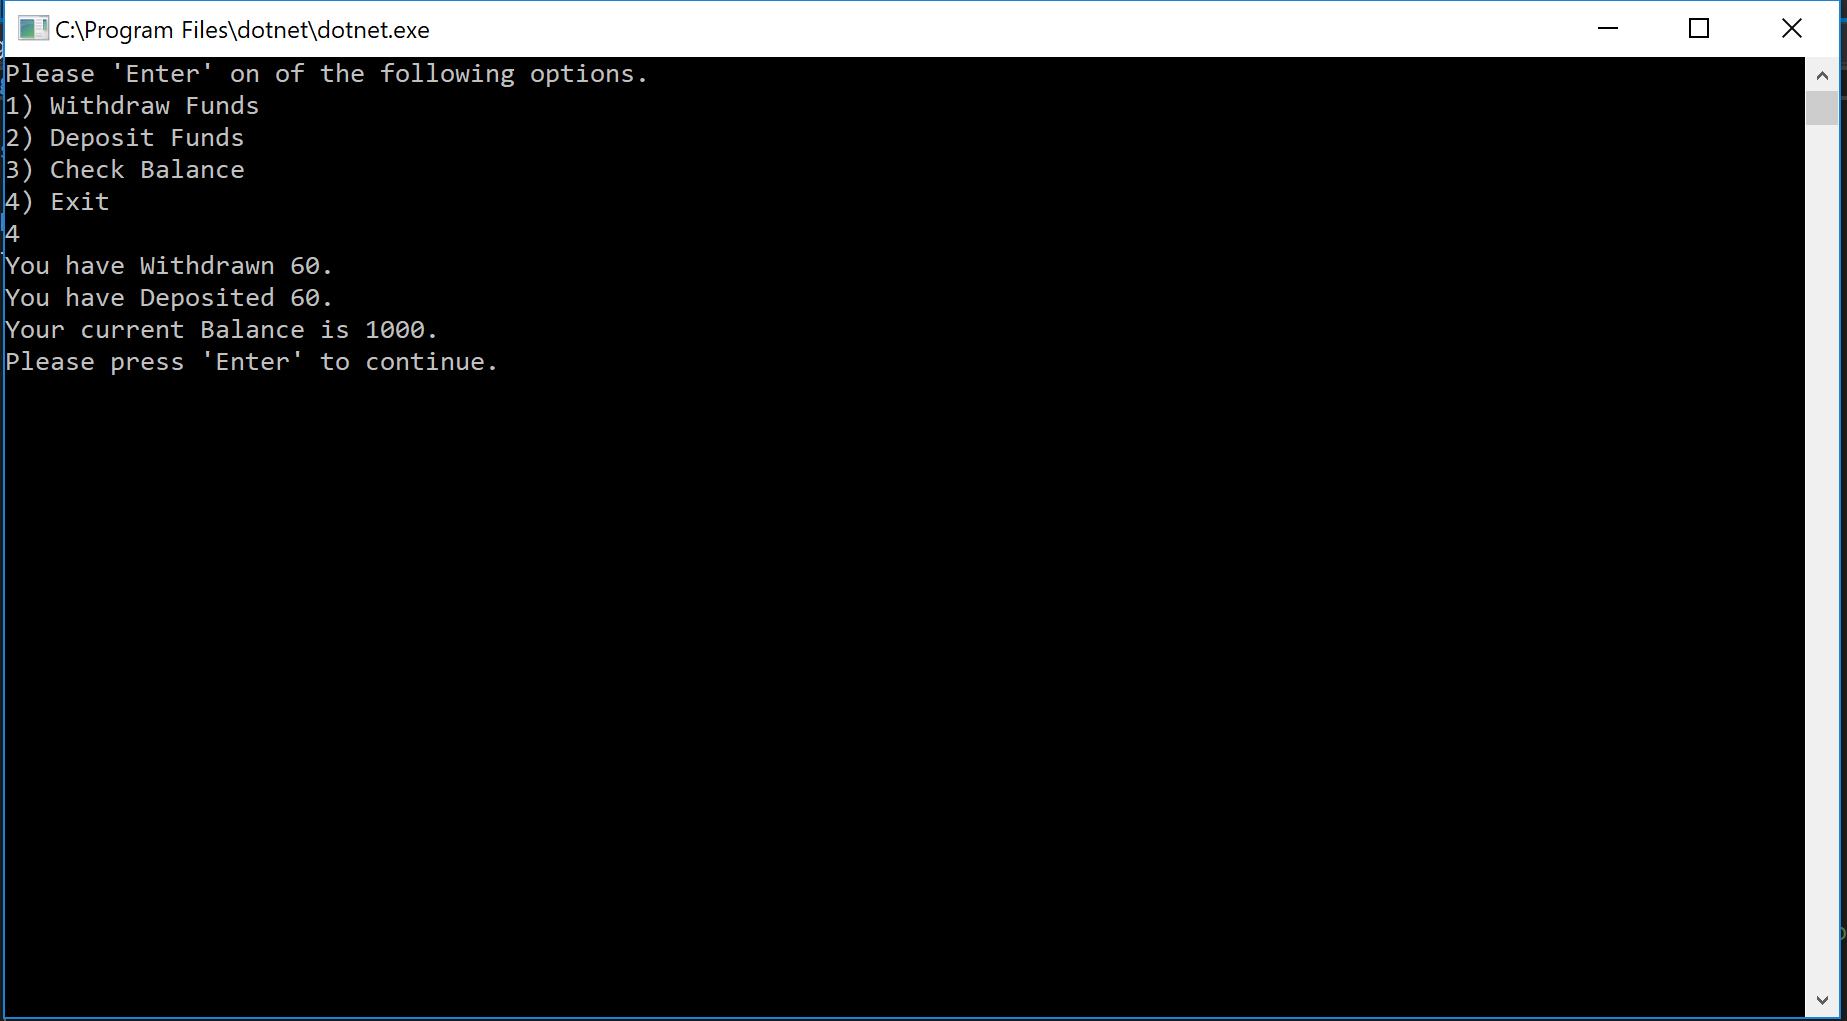 C:\Program Files\dotnet\dotnet.exe
Please 'Enter' on of the following options.
1) Withdraw Funds
2) Deposit Funds
3) Check Balance
4) Exit
4
You have Withdrawn 60.
You have Deposited 60.
Your current Balance is 1000.
Please press 'Enter' to continue.